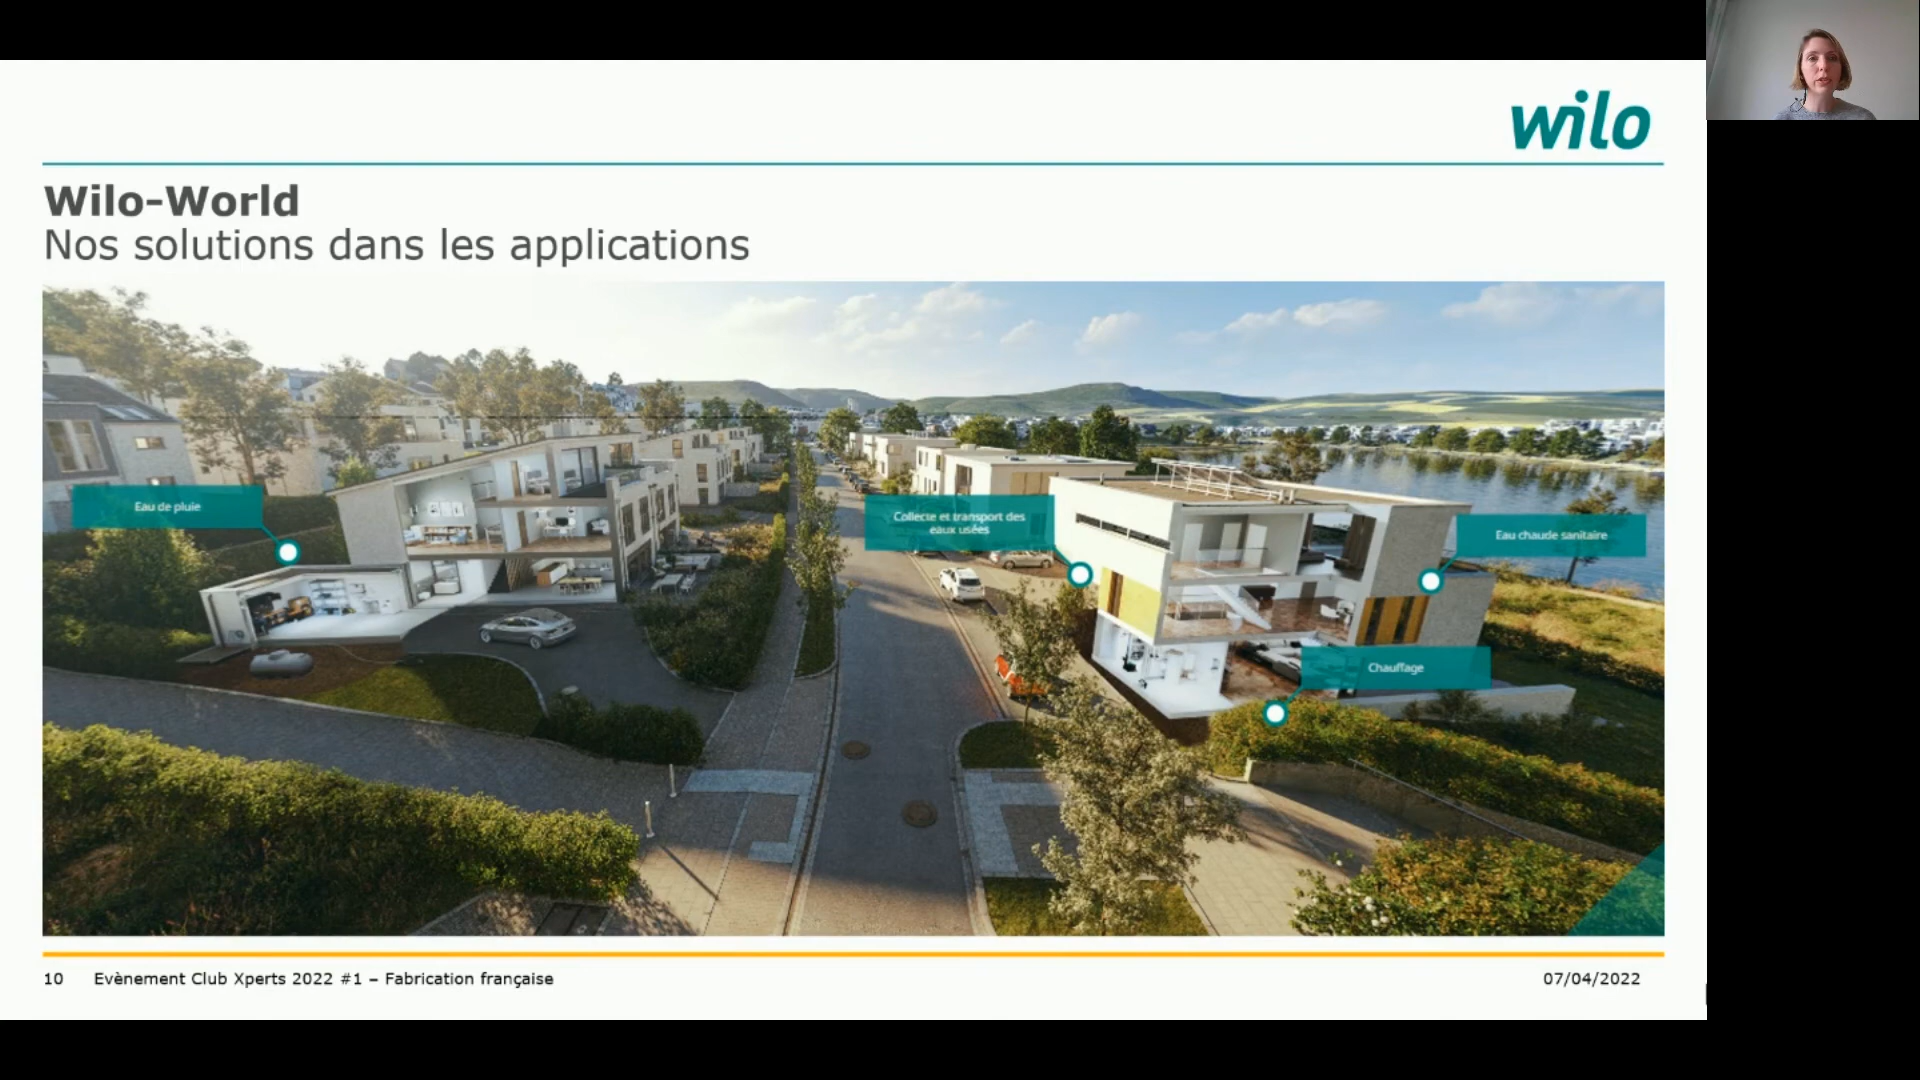 wilo
Wilo-World
Nos solutions dans les applications
Eau de pluie
Collecte et transport des
eaux usées
Eau chaude sanitaire
Chauffage
10 Evènement Club Xperts 2022 #1 – Fabrication française 07/04/2022